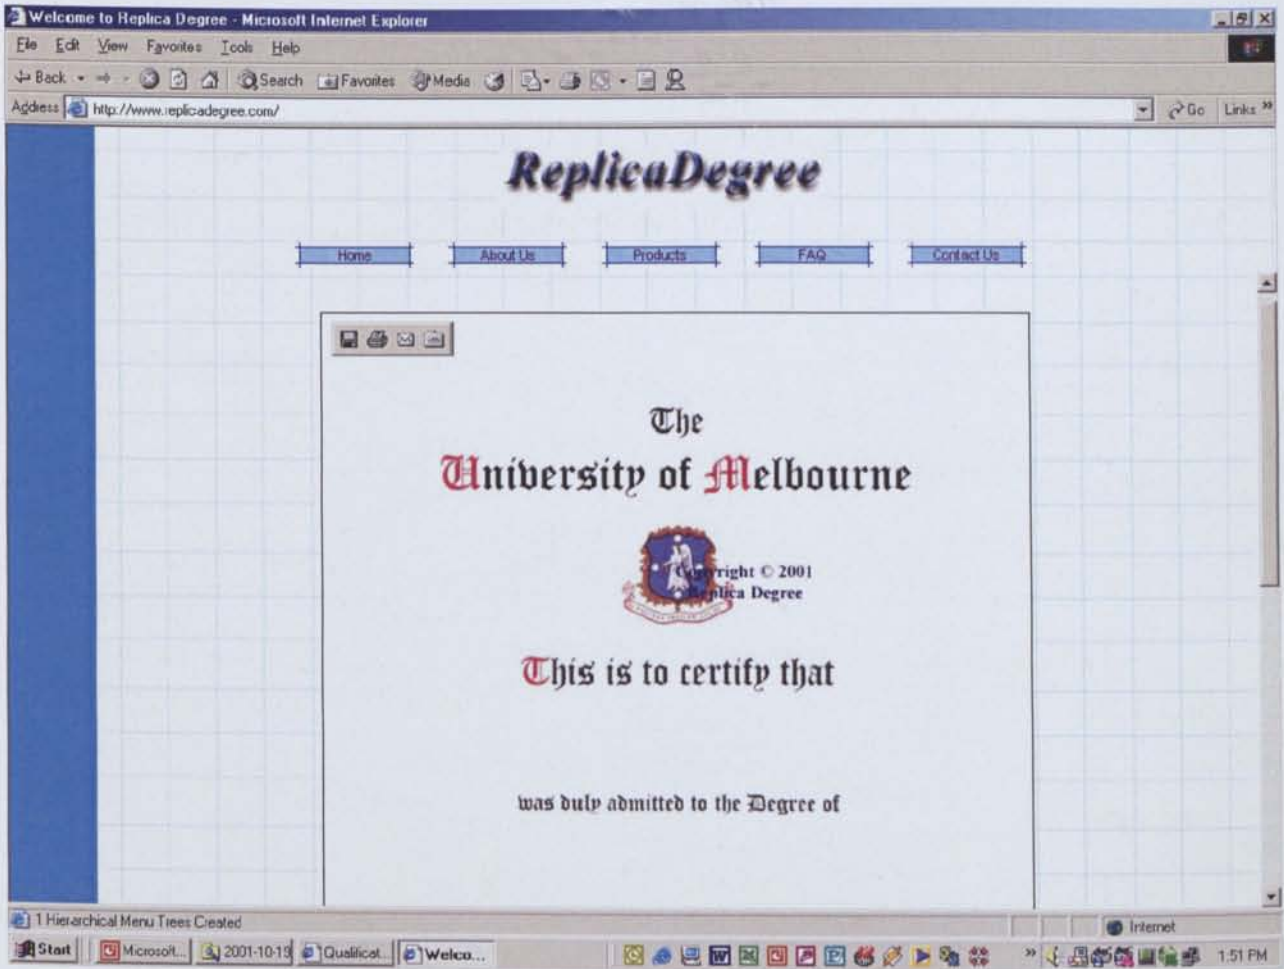 Welcome to Replica Degree - Microsoft Internet Explorer
File Edit View Favorites Tools Help
Back Search Favorites Media
Address http://www.replicadegree.com/ Go Links »
ReplicaDegree
Home About Us Products FAQ Contact Us
The
University of Melbourne
Copyright © 2001
Replica Degree
This is to certify that
was duly admitted to the Degree of
1 Hierarchical Menu Trees Created Internet
Start Microsoft... 2001-10-19 Qualificat... Welco... » 1:51 PM